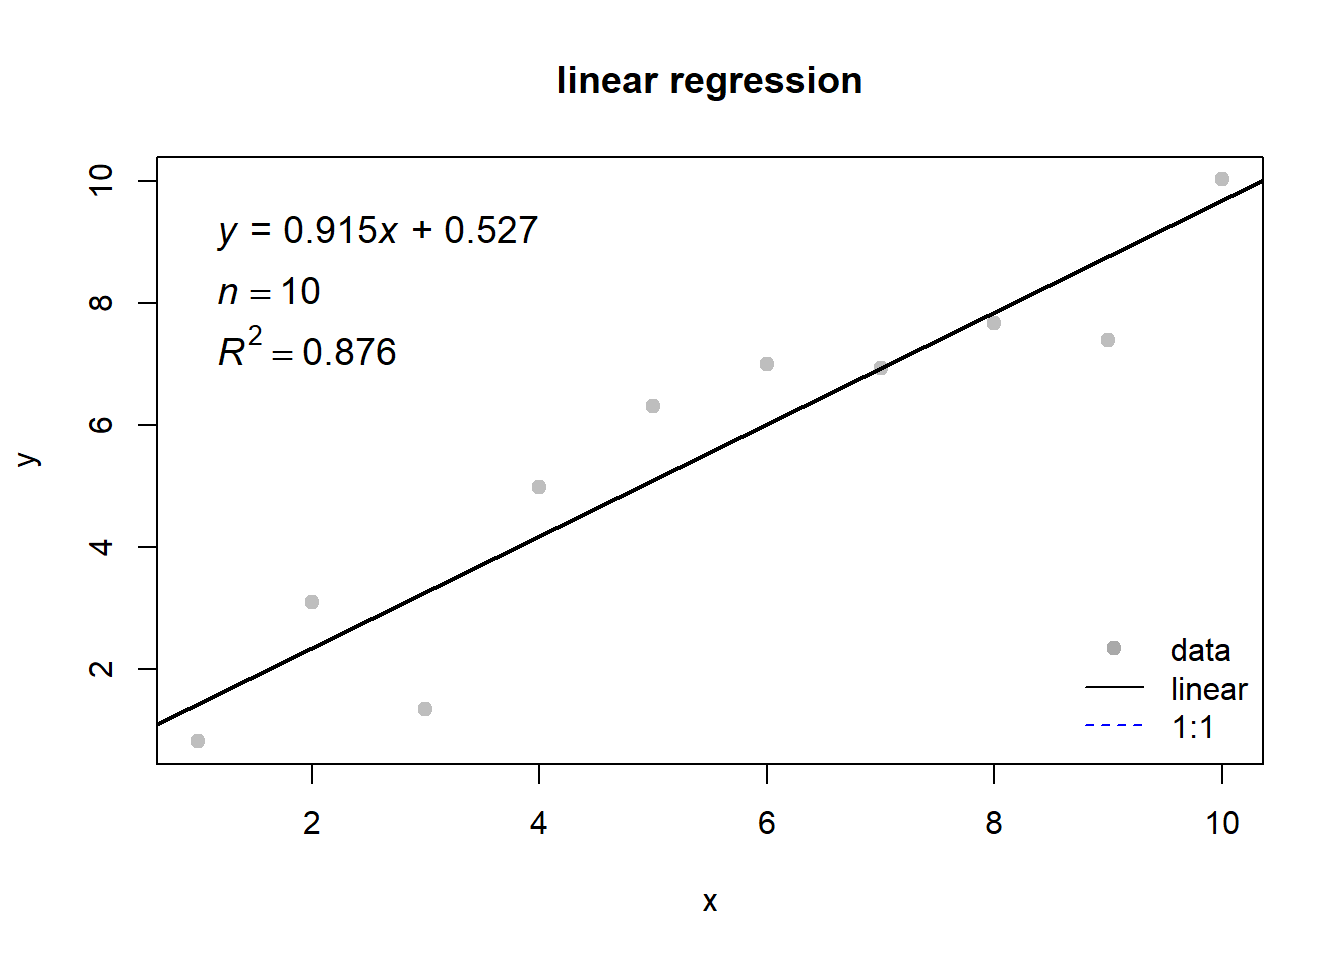 linear regression
y = 0.915x + 0.527
n = 10
R² = 0.876
10
8
6
4
2
y
data
linear
1:1
2 4 6 8 10
x